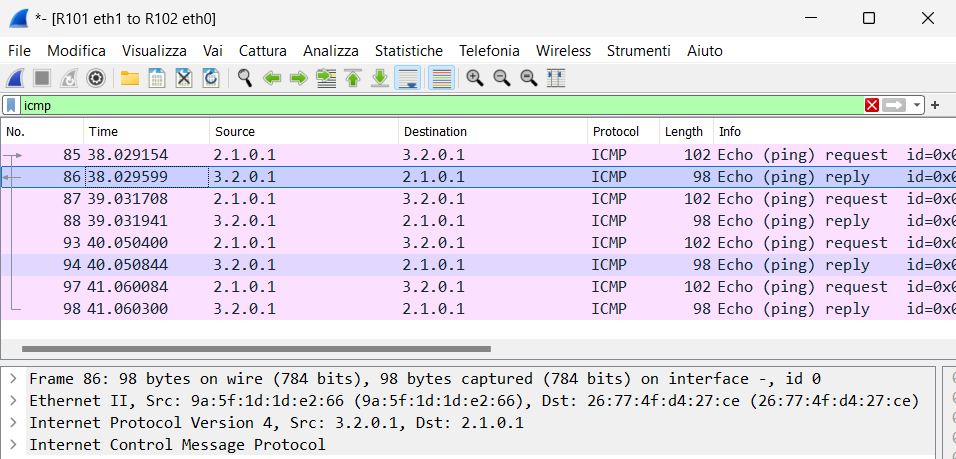 *- [R101 eth1 to R102 eth0]
File Modifica Visualizza Vai Cattura Analizza Statistiche Telefonia Wireless Strumenti Aiuto
icmp
No. Time Source Destination Protocol Length Info
85 38.029154 2.1.0.1 3.2.0.1 ICMP 102 Echo (ping) request id=0x0
86 38.029599 3.2.0.1 2.1.0.1 ICMP 98 Echo (ping) reply id=0x0
87 39.031708 2.1.0.1 3.2.0.1 ICMP 102 Echo (ping) request id=0x0
88 39.031941 3.2.0.1 2.1.0.1 ICMP 98 Echo (ping) reply id=0x0
93 40.050400 2.1.0.1 3.2.0.1 ICMP 102 Echo (ping) request id=0x0
94 40.050844 3.2.0.1 2.1.0.1 ICMP 98 Echo (ping) reply id=0x0
97 41.060084 2.1.0.1 3.2.0.1 ICMP 102 Echo (ping) request id=0x0
98 41.060300 3.2.0.1 2.1.0.1 ICMP 98 Echo (ping) reply id=0x0
Frame 86: 98 bytes on wire (784 bits), 98 bytes captured (784 bits) on interface -, id 0
Ethernet II, Src: 9a:5f:1d:1d:e2:66 (9a:5f:1d:1d:e2:66), Dst: 26:77:4f:d4:27:ce (26:77:4f:d4:27:ce)
Internet Protocol Version 4, Src: 3.2.0.1, Dst: 2.1.0.1
Internet Control Message Protocol